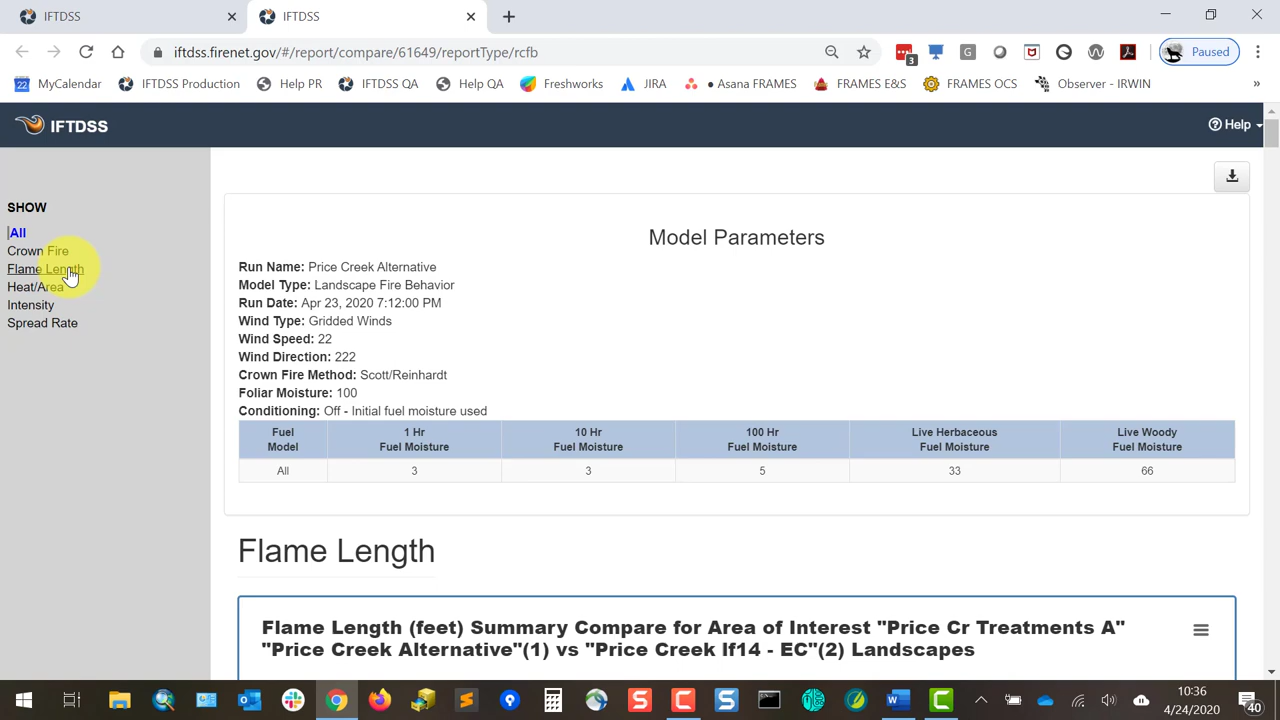 IFTDSS
IFTDSS
iftdss.firenet.gov/#/report/compare/61649/reportType/rcfb
3
Paused
22 MyCalendar
IFTDSS Production
Help PR
IFTDSS QA
Help QA
Freshworks
JIRA
• Asana FRAMES
FRAMES E&S
FRAMES OCS
Observer - IRWIN
»
IFTDSS
Help
SHOW
All
Crown Fire
Flame Length
Heat/Area
Intensity
Spread Rate
Model Parameters
Run Name: Price Creek Alternative
Model Type: Landscape Fire Behavior
Run Date: Apr 23, 2020 7:12:00 PM
Wind Type: Gridded Winds
Wind Speed: 22
Wind Direction: 222
Crown Fire Method: Scott/Reinhardt
Foliar Moisture: 100
Conditioning: Off - Initial fuel moisture used
Fuel Model 1 Hr Fuel Moisture 10 Hr Fuel Moisture 100 Hr Fuel Moisture Live Herbaceous Fuel Moisture Live Woody Fuel Moisture
All 3 3 5 33 66
Flame Length
Flame Length (feet) Summary Compare for Area of Interest "Price Cr Treatments A"
"Price Creek Alternative"(1) vs "Price Creek lf14 - EC"(2) Landscapes
10:36
4/24/2020
40